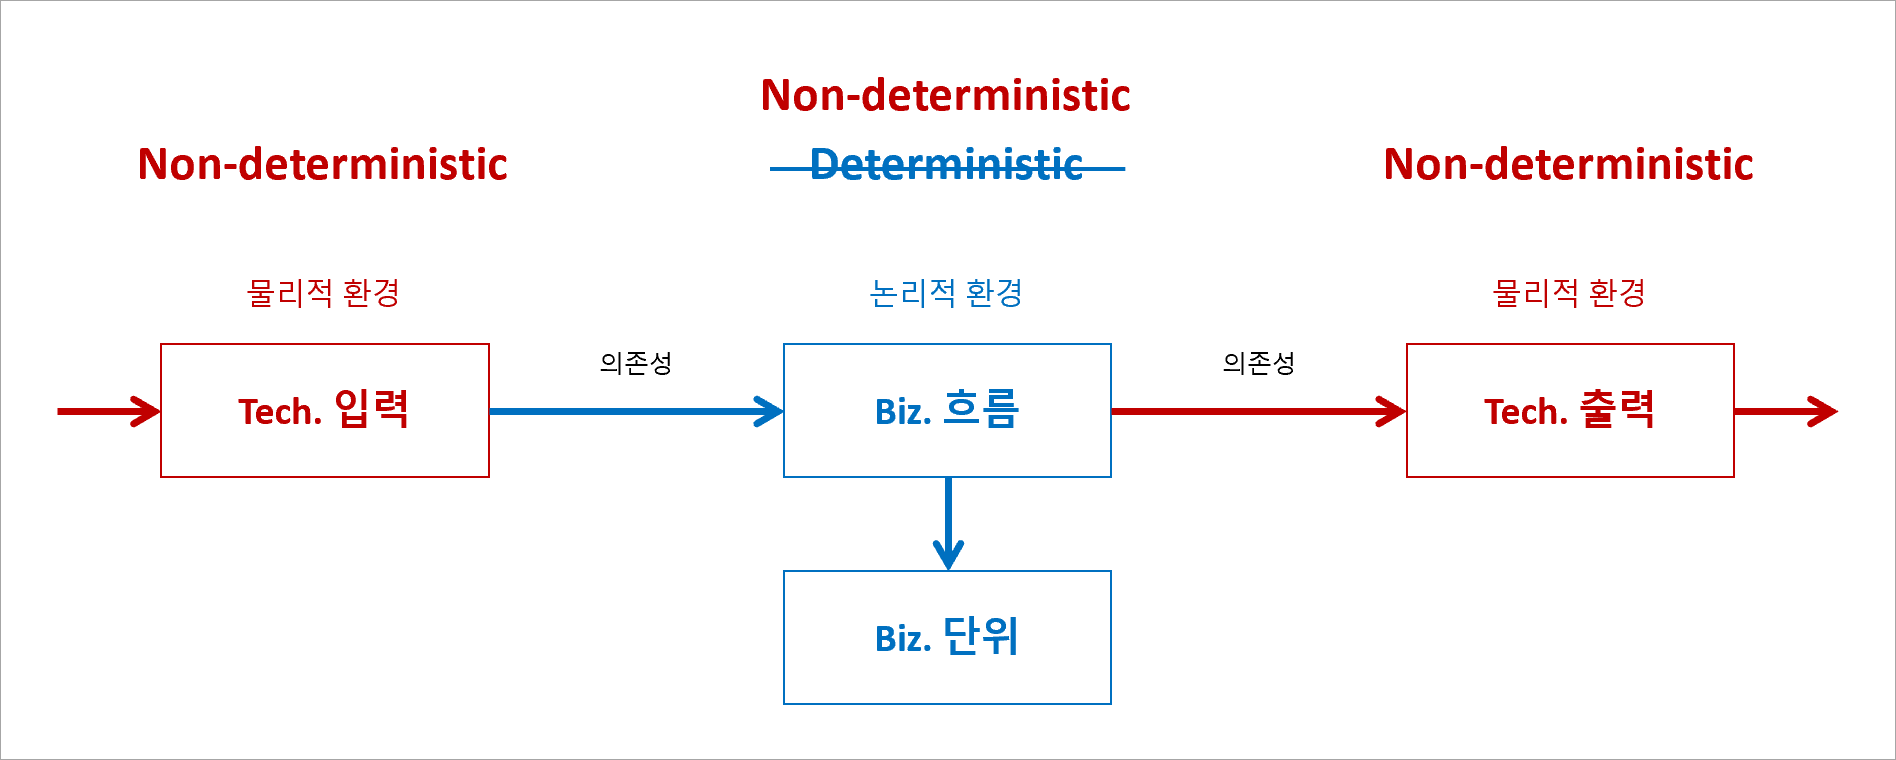 Non-deterministic
Non-deterministic
Deterministic
Non-deterministic
물리적 환경
논리적 환경
물리적 환경
의존성
의존성
Tech. 입력
Biz. 흐름
Tech. 출력
Biz. 단위